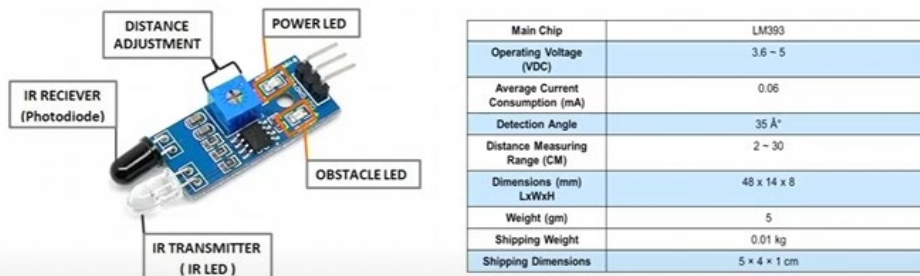 DISTANCE
ADJUSTMENT
POWER LED
IR RECIEVER
(Photodiode)
OBSTACLE LED
IR TRANSMITTER
( IR LED )
Main Chip LM393
Operating Voltage
(VDC) 3.6 ~ 5
Average Current
Consumption (mA) 0.06
Detection Angle 35 Â°
Distance Measuring
Range (CM) 2 ~ 30
Dimensions (mm)
LxWxH 48 x 14 x 8
Weight (gm) 5
Shipping Weight 0.01 kg
Shipping Dimensions 5 × 4 × 1 cm